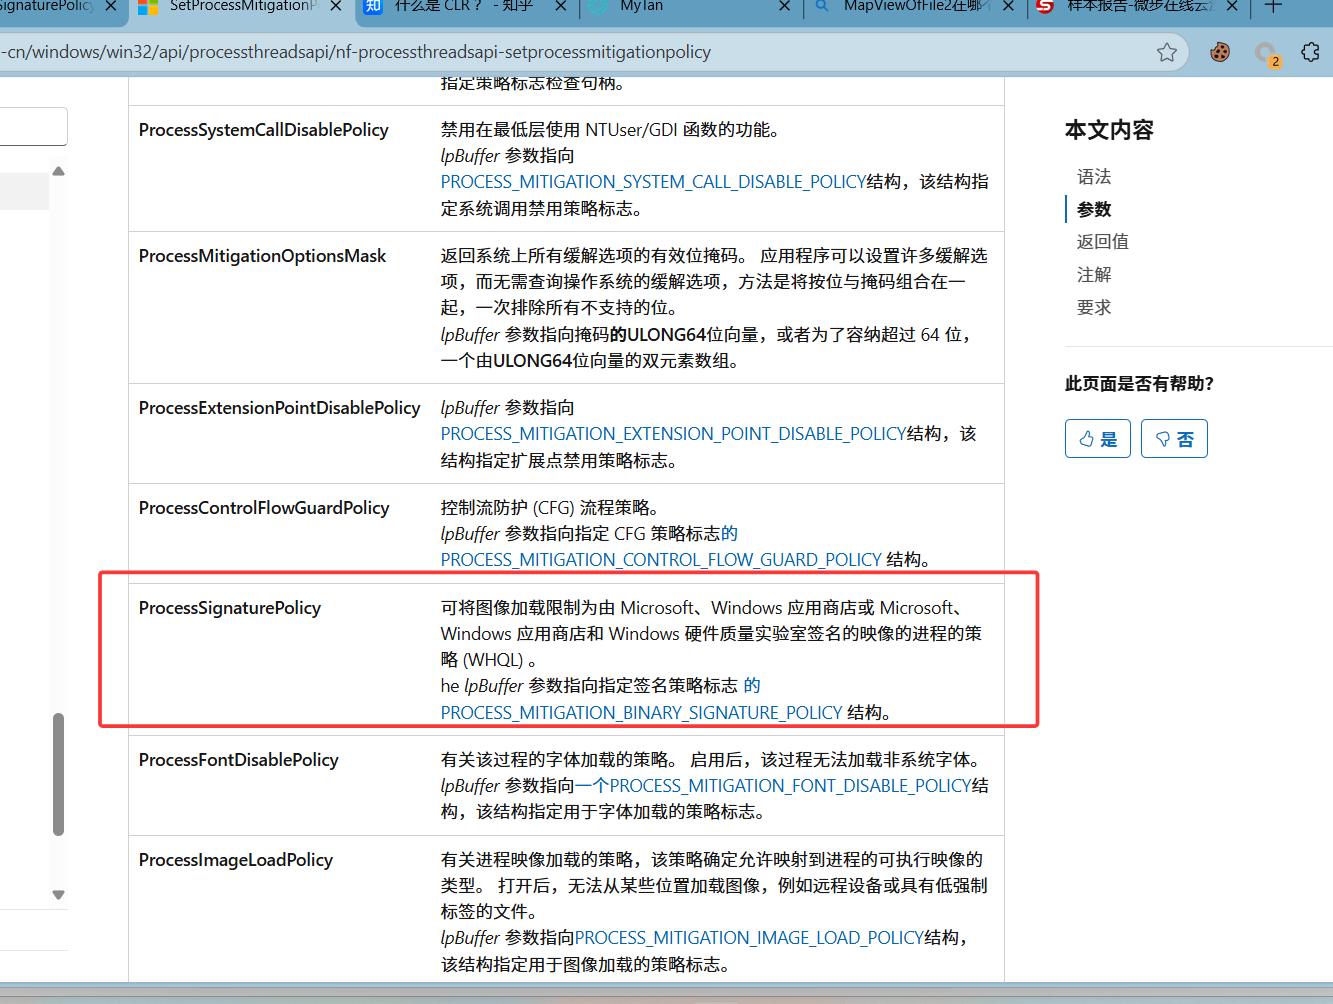 SignaturePolicy
SetProcessMitigationP
什么是 CLR？ - 知乎
MyTan
MapViewOfFile2在哪个
样本报告-微步在线云
-cn/windows/win32/api/processthreadsapi/nf-processthreadsapi-setprocessmitigationpolicy
2
指定策略标志检查句柄。
ProcessSystemCallDisablePolicy
禁用在最低层使用 NTUser/GDI 函数的功能。
lpBuffer 参数指向
PROCESS_MITIGATION_SYSTEM_CALL_DISABLE_POLICY结构，该结构指
定系统调用禁用策略标志。
ProcessMitigationOptionsMask
返回系统上所有缓解选项的有效位掩码。 应用程序可以设置许多缓解选
项，而无需查询操作系统的缓解选项，方法是将按位与掩码组合在一
起，一次排除所有不支持的位。
lpBuffer 参数指向掩码的ULONG64位向量，或者为了容纳超过 64 位，
一个由ULONG64位向量的双元素数组。
ProcessExtensionPointDisablePolicy
lpBuffer 参数指向
PROCESS_MITIGATION_EXTENSION_POINT_DISABLE_POLICY结构，该
结构指定扩展点禁用策略标志。
ProcessControlFlowGuardPolicy
控制流防护 (CFG) 流程策略。
lpBuffer 参数指向指定 CFG 策略标志的
PROCESS_MITIGATION_CONTROL_FLOW_GUARD_POLICY 结构。
ProcessSignaturePolicy
可将图像加载限制为由 Microsoft、Windows 应用商店或 Microsoft、
Windows 应用商店和 Windows 硬件质量实验室签名的映像的进程的策
略 (WHQL) 。
he lpBuffer 参数指向指定签名策略标志 的
PROCESS_MITIGATION_BINARY_SIGNATURE_POLICY 结构。
ProcessFontDisablePolicy
有关该过程的字体加载的策略。 启用后，该过程无法加载非系统字体。
lpBuffer 参数指向一个PROCESS_MITIGATION_FONT_DISABLE_POLICY结
构，该结构指定用于字体加载的策略标志。
ProcessImageLoadPolicy
有关进程映像加载的策略，该策略确定允许映射到进程的可执行映像的
类型。 打开后，无法从某些位置加载图像，例如远程设备或具有低强制
标签的文件。
lpBuffer 参数指向PROCESS_MITIGATION_IMAGE_LOAD_POLICY结构，
该结构指定用于图像加载的策略标志。
本文内容
语法
参数
返回值
注解
要求
此页面是否有帮助?
是
否